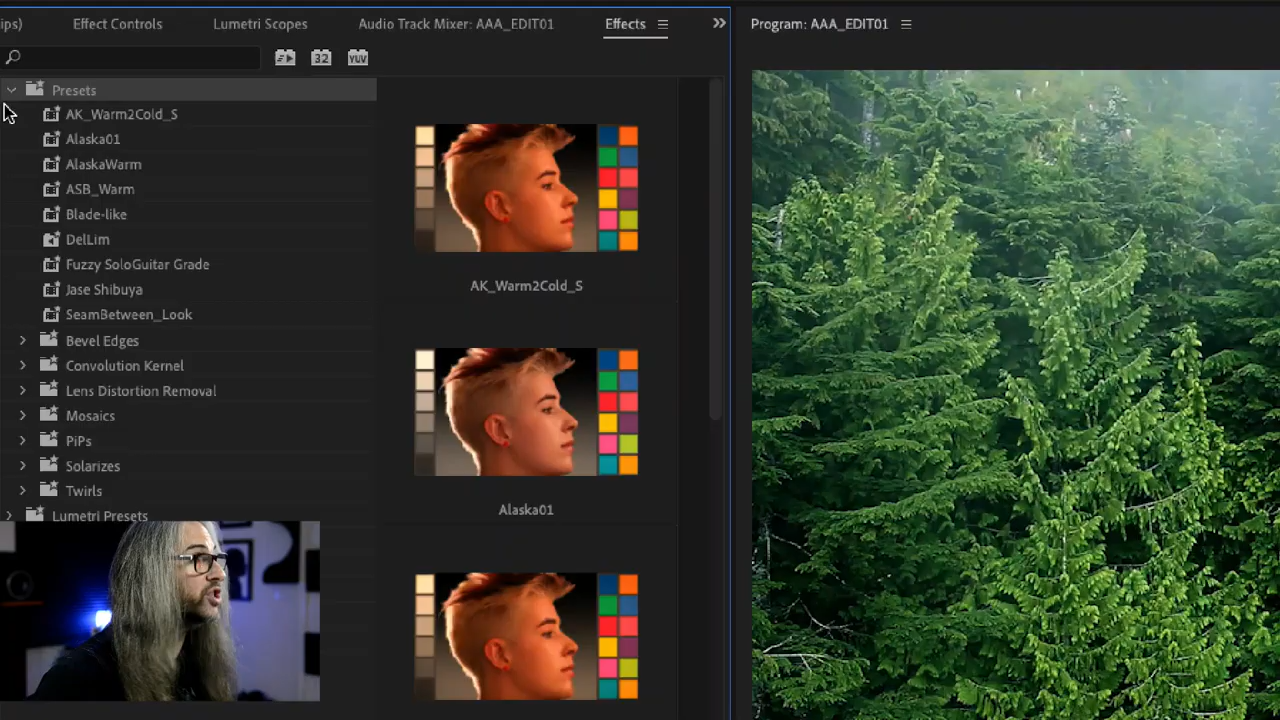 ips)
Effect Controls
Lumetri Scopes
Audio Track Mixer: AAA_EDIT01
Effects
Program: AAA_EDIT01
32
YUV
Presets
AK_Warm2Cold_S
Alaska01
AlaskaWarm
ASB_Warm
Blade-like
DelLim
Fuzzy SoloGuitar Grade
Jase Shibuya
SeamBetween_Look
Bevel Edges
Convolution Kernel
Lens Distortion Removal
Mosaics
PiPs
Solarizes
Twirls
Lumetri Presets
AK_Warm2Cold_S
Alaska01